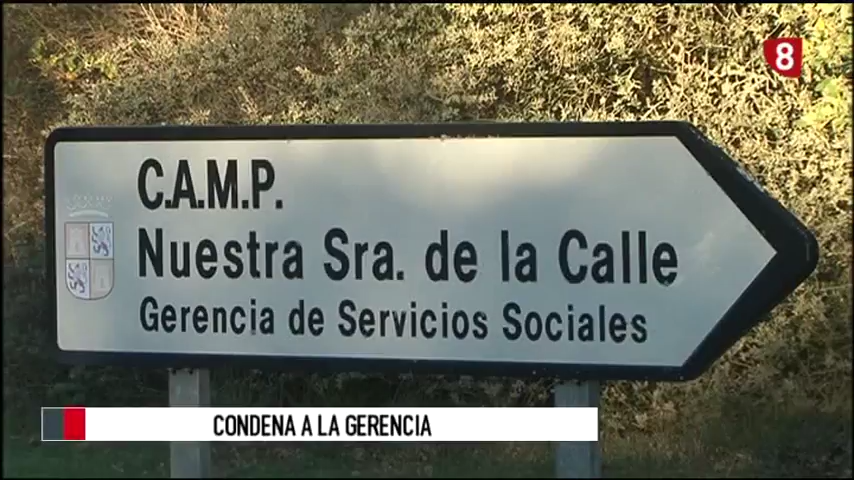 8
C.A.M.P.
Nuestra Sra. de la Calle
Gerencia de Servicios Sociales
CONDENA A LA GERENCIA